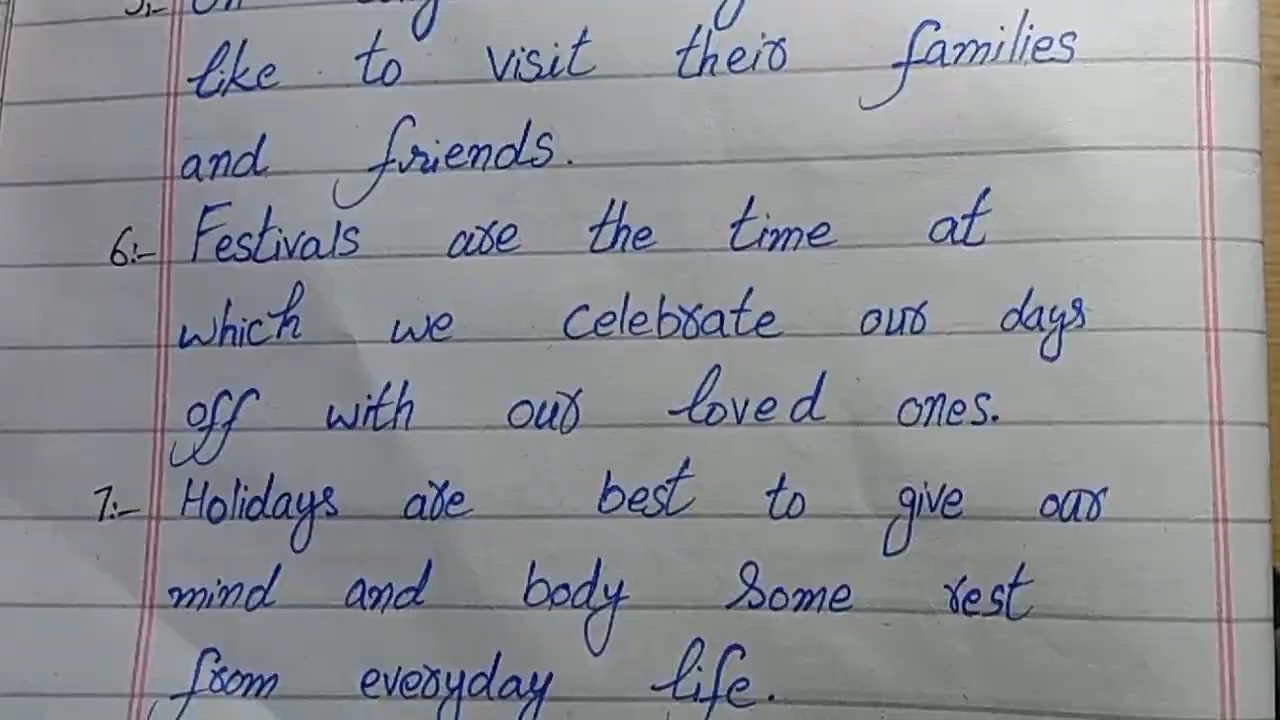 5:-
like to visit their families
and friends.
6:- Festivals are the time at
which we celebrate our days
off with our loved ones.
7:- Holidays are best to give our
mind and body some rest
from everyday life.